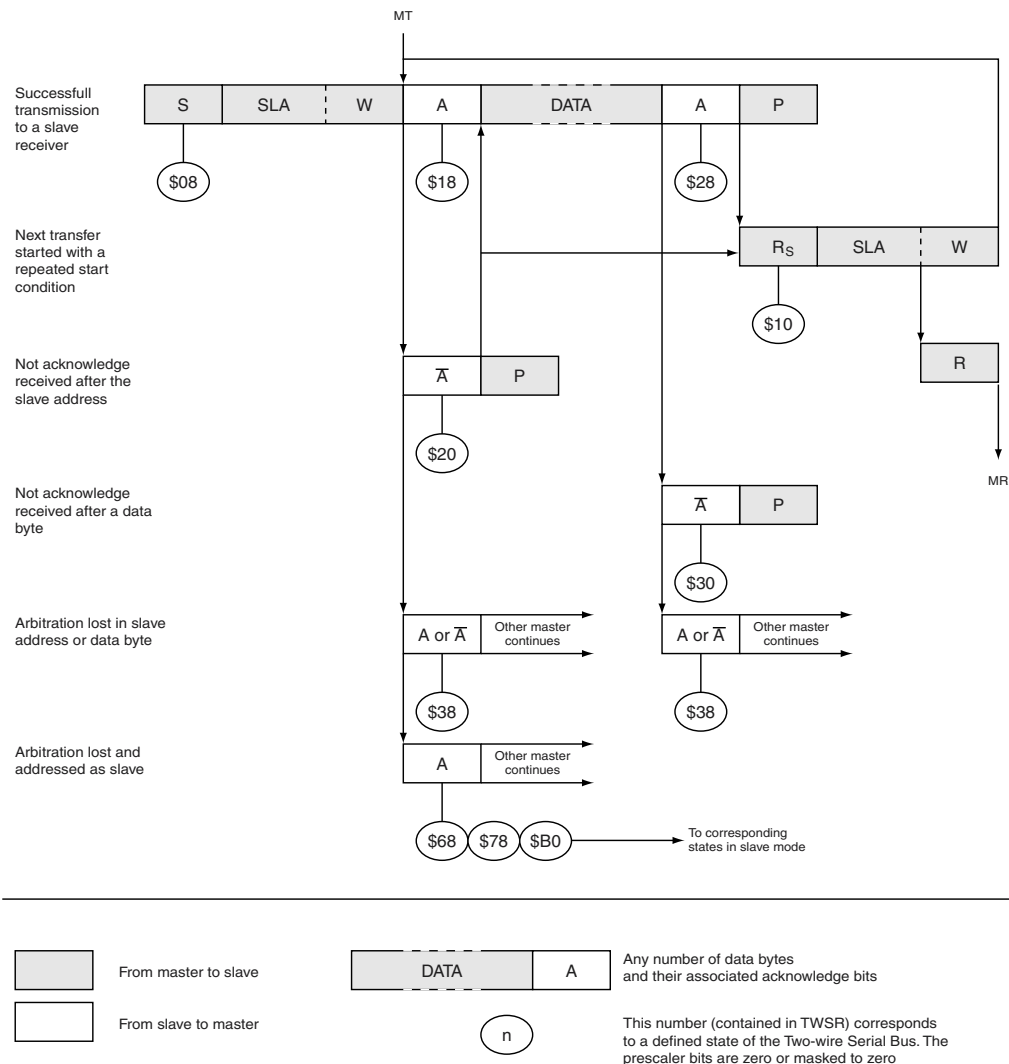 MT
Successfull
transmission
to a slave
receiver
S SLA W A DATA A P
$08 $18 $28
Next transfer
started with a
repeated start
condition
RS SLA W
$10
Not acknowledge
received after the
slave address
A̅ P
R
$20
MR
Not acknowledge
received after a data
byte
A̅ P
$30
Arbitration lost in slave
address or data byte
A or A̅ Other master
continues
A or A̅ Other master
continues
$38 $38
Arbitration lost and
addressed as slave
A Other master
continues
$68 $78 $B0
To corresponding
states in slave mode
From master to slave
DATA A
Any number of data bytes
and their associated acknowledge bits
From slave to master
n
This number (contained in TWSR) corresponds
to a defined state of the Two-wire Serial Bus. The
prescaler bits are zero or masked to zero